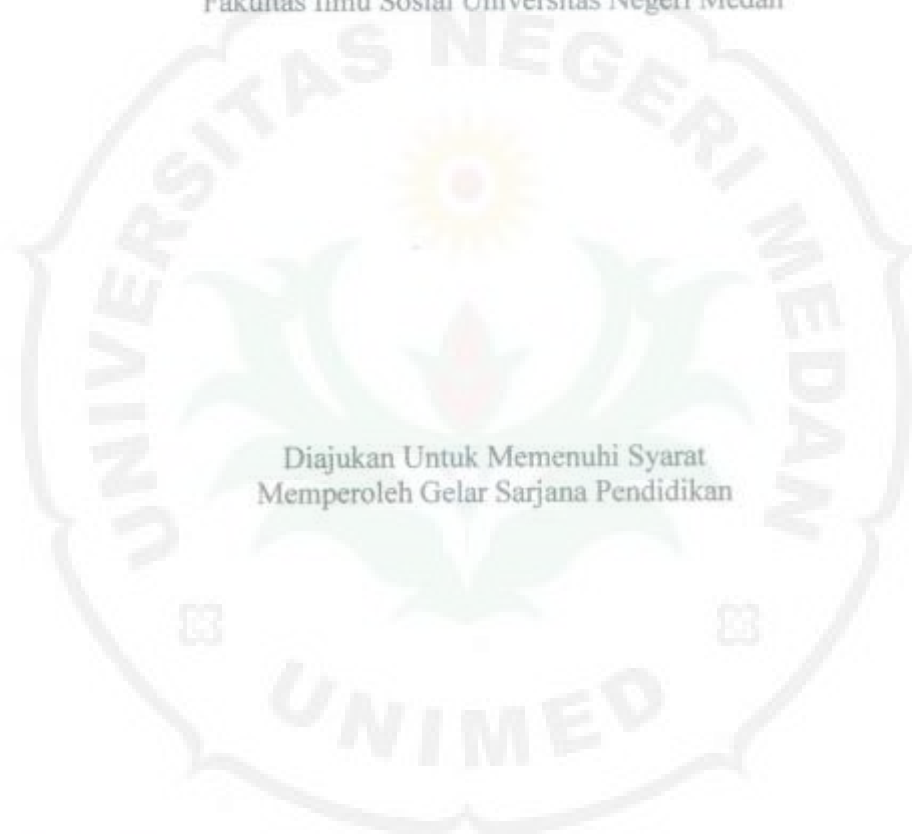 Fakultas Ilmu Sosial Universitas Negeri Medan
UNIVERSITAS NEGERI MEDAN
Diajukan Untuk Memenuhi Syarat
Memperoleh Gelar Sarjana Pendidikan
UNIMED